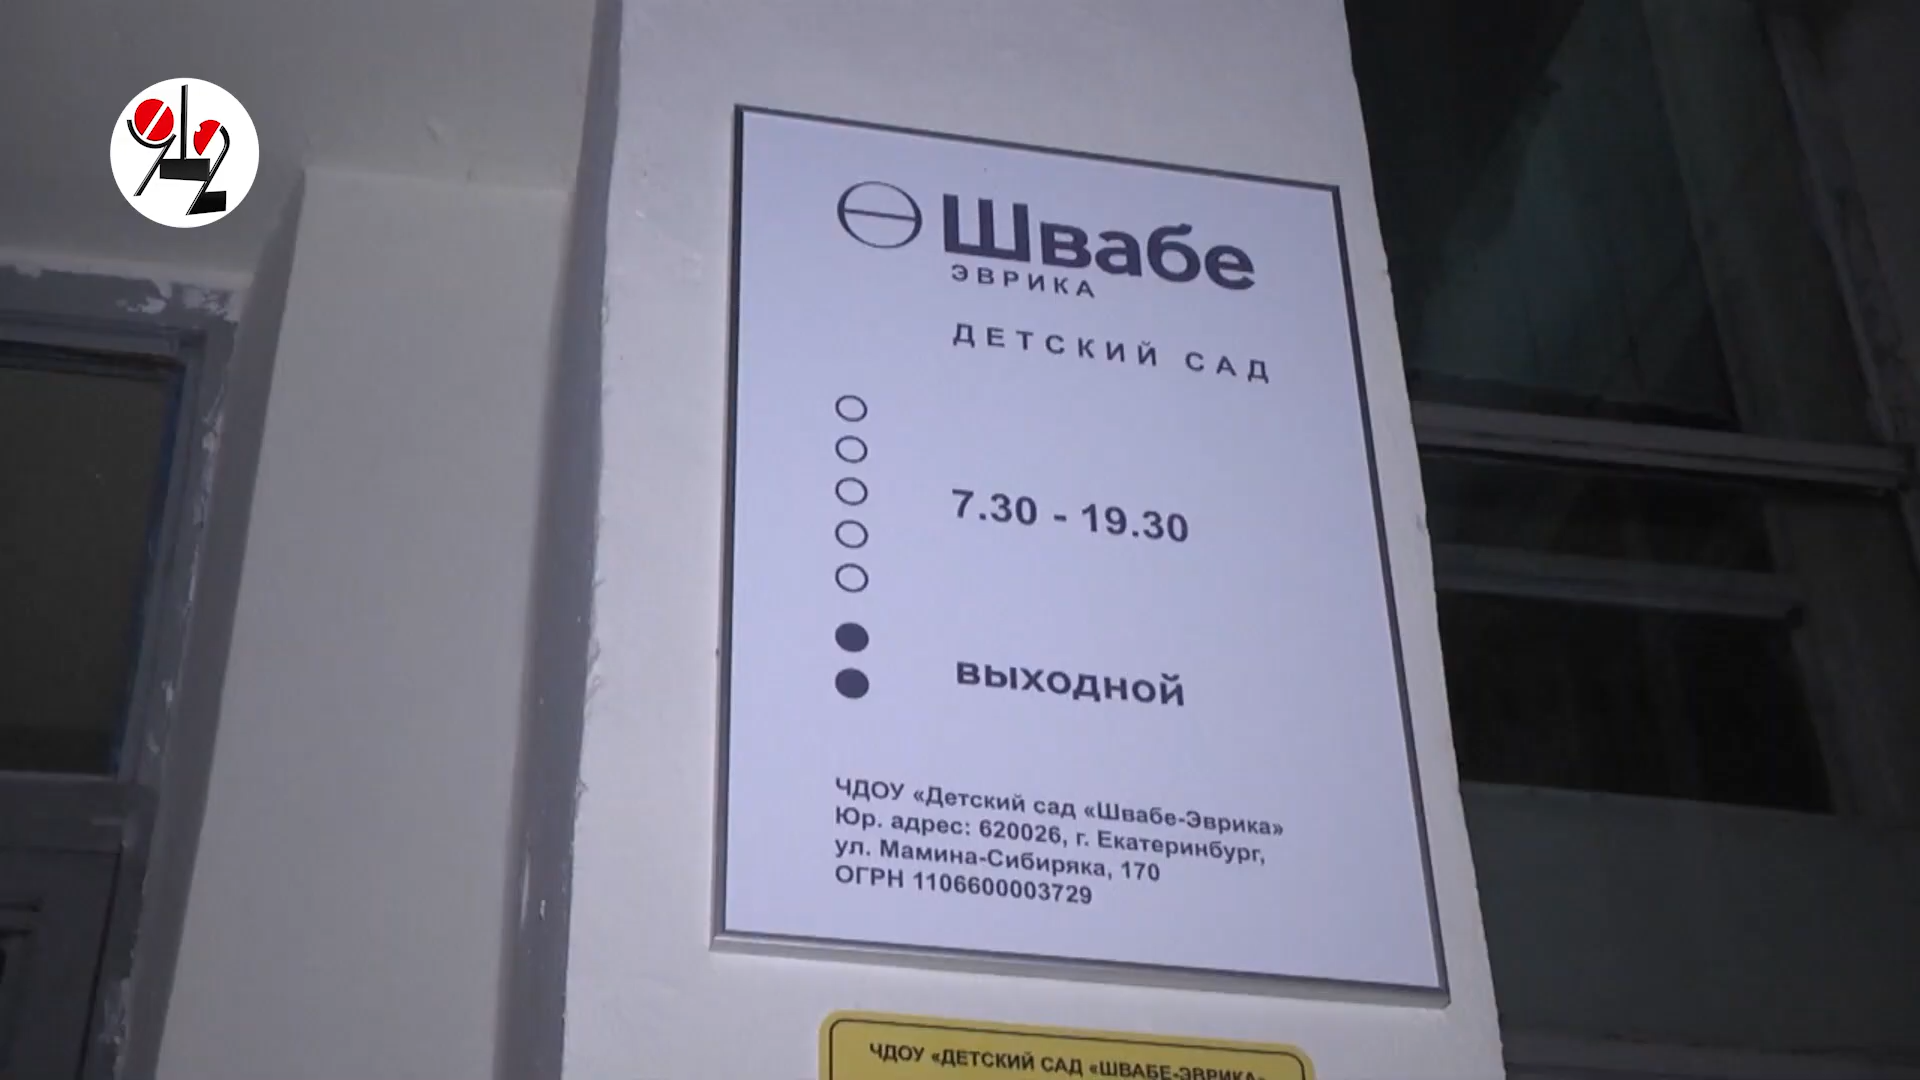 Швабе
ЭВРИКА
ДЕТСКИЙ САД
7.30 - 19.30
выходной
ЧДОУ «Детский сад «Швабе-Эврика»
Юр. адрес: 620026, г. Екатеринбург,
ул. Мамина-Сибиряка, 170
ОГРН 1106600003729
ЧДОУ «ДЕТСКИЙ САД «ШВАБЕ-ЭВРИКА»